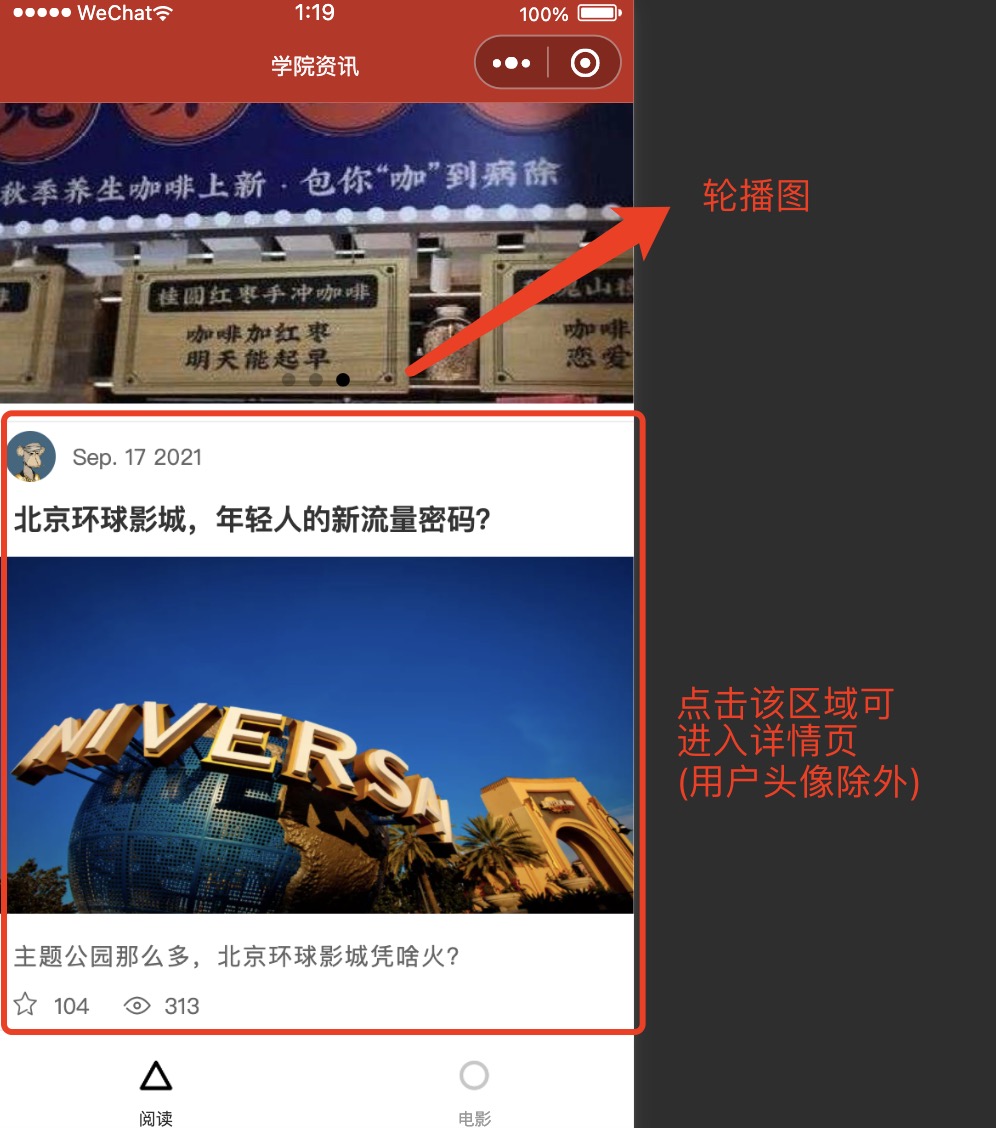 WeChat
1:19
100%
学院资讯
秋季养生咖啡上新 · 包你“咖”到病除
轮播图
桂圆红枣手冲咖啡
咖啡加红枣
明天能起早
咖啡
恋爱
Sep. 17 2021
北京环球影城，年轻人的新流量密码?
NIVERSA
点击该区域可
进入详情页
(用户头像除外)
主题公园那么多，北京环球影城凭啥火?
104
313
阅读
电影